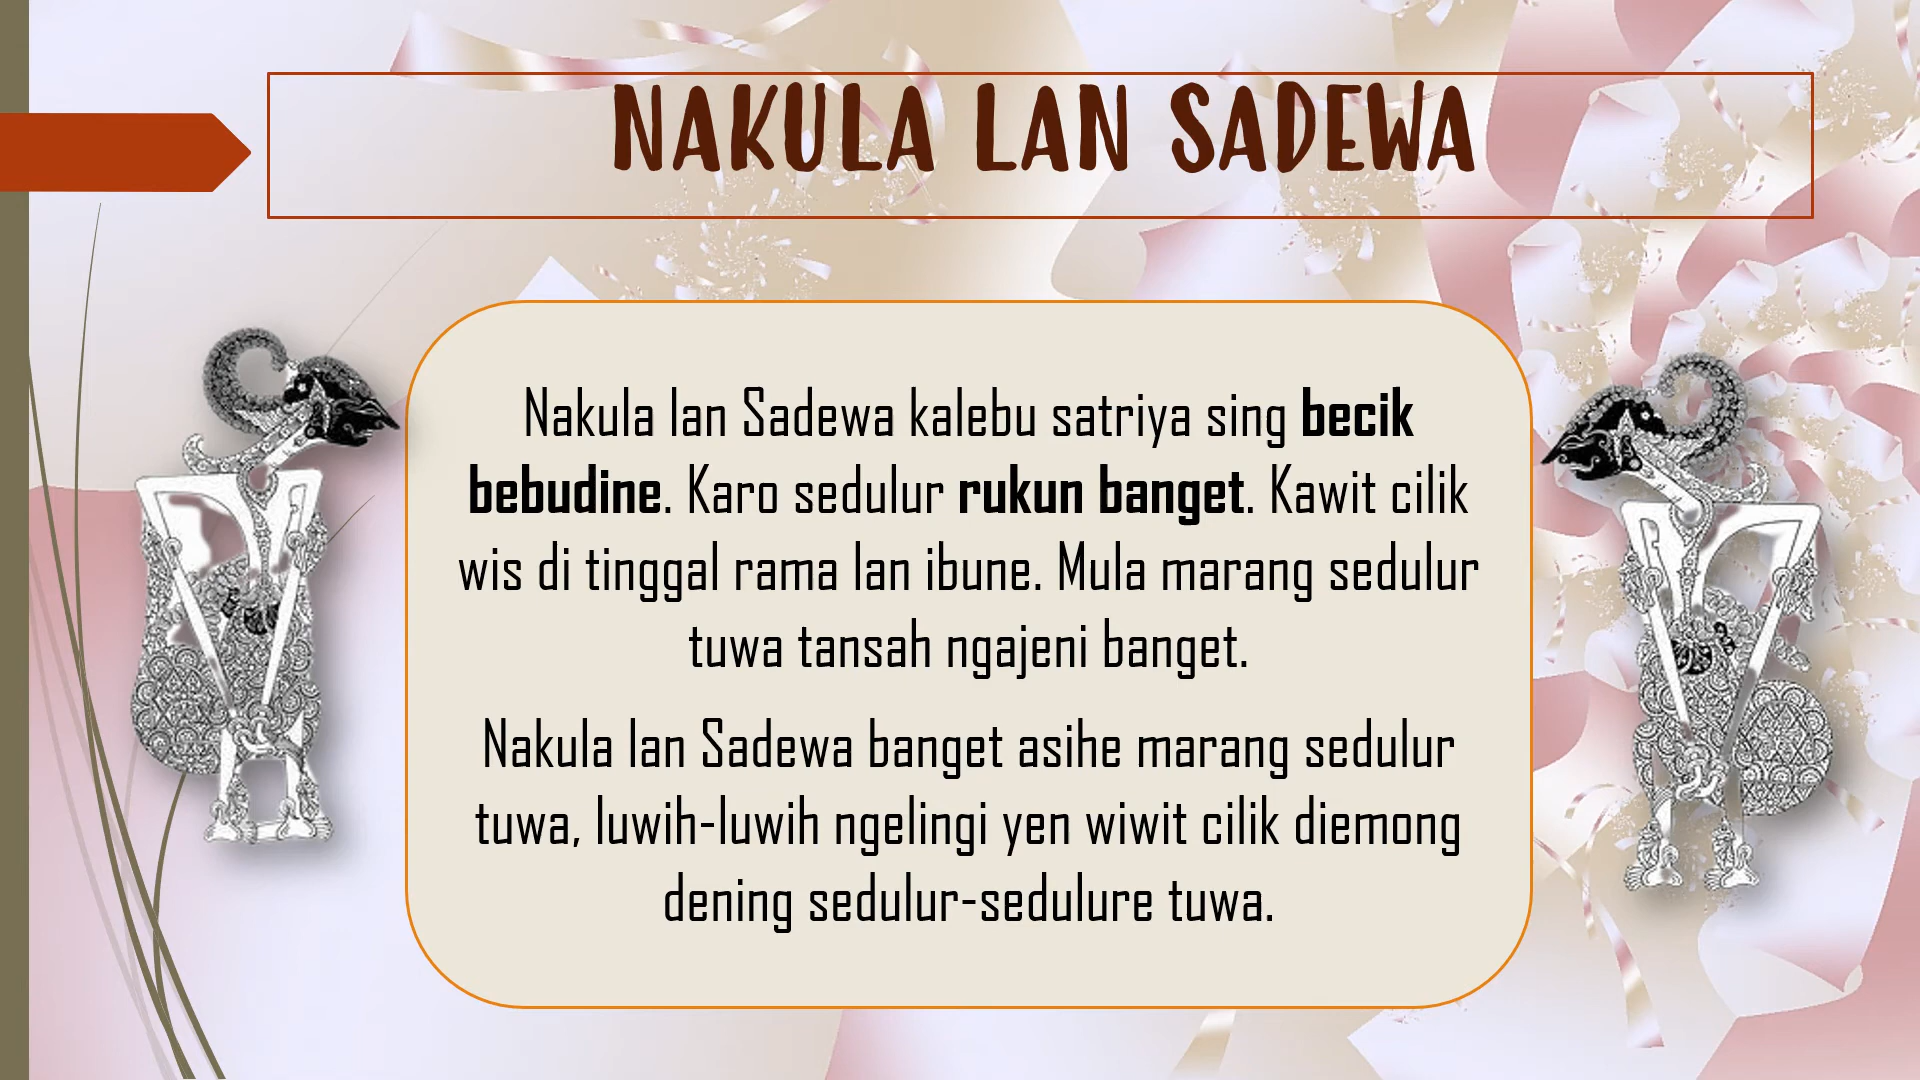 NAKULA LAN SADEWA
Nakula lan Sadewa kalebu satriya sing becik
bebudine. Karo sedulur rukun banget. Kawit cilik
wis di tinggal rama lan ibune. Mula marang sedulur
tuwa tansah ngajeni banget.
Nakula lan Sadewa banget asihe marang sedulur
tuwa, luwih-luwih ngelingi yen wiwit cilik diemong
dening sedulur-sedulure tuwa.